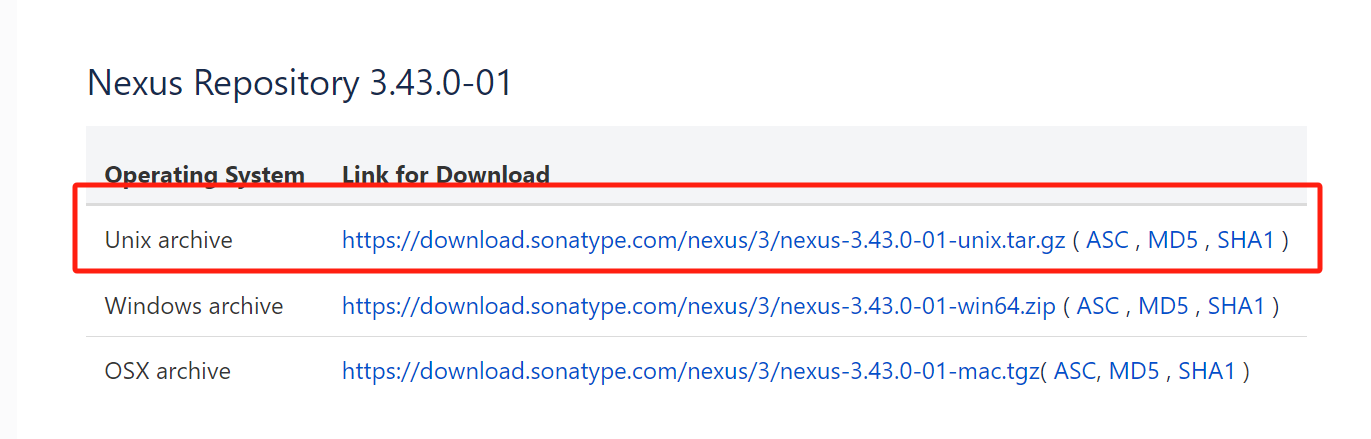 Nexus Repository 3.43.0-01
Operating System Link for Download
Unix archive https://download.sonatype.com/nexus/3/nexus-3.43.0-01-unix.tar.gz ( ASC , MD5 , SHA1 )
Windows archive https://download.sonatype.com/nexus/3/nexus-3.43.0-01-win64.zip ( ASC , MD5 , SHA1 )
OSX archive https://download.sonatype.com/nexus/3/nexus-3.43.0-01-mac.tgz( ASC, MD5 , SHA1 )